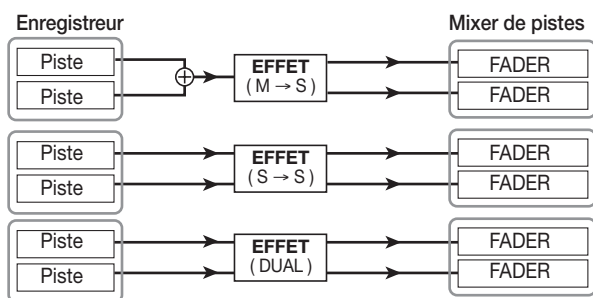 Enregistreur Mixer de pistes
Piste EFFET FADER
Piste ( M → S ) FADER
Piste EFFET FADER
Piste ( S → S ) FADER
Piste EFFET FADER
Piste ( DUAL ) FADER